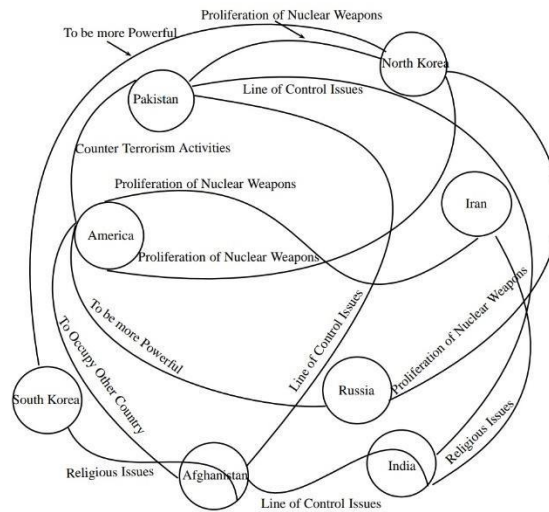 Proliferation of Nuclear Weapons
To be more Powerful
North Korea
Pakistan
Line of Control Issues
Counter Terrorism Activities
Proliferation of Nuclear Weapons
Iran
America
Proliferation of Nuclear Weapons
To be more Powerful
Line of Control Issues
Proliferation of Nuclear Weapons
To Occupy Other Country
Russia
South Korea
Religious Issues
Religious Issues
Afghanistan
India
Line of Control Issues